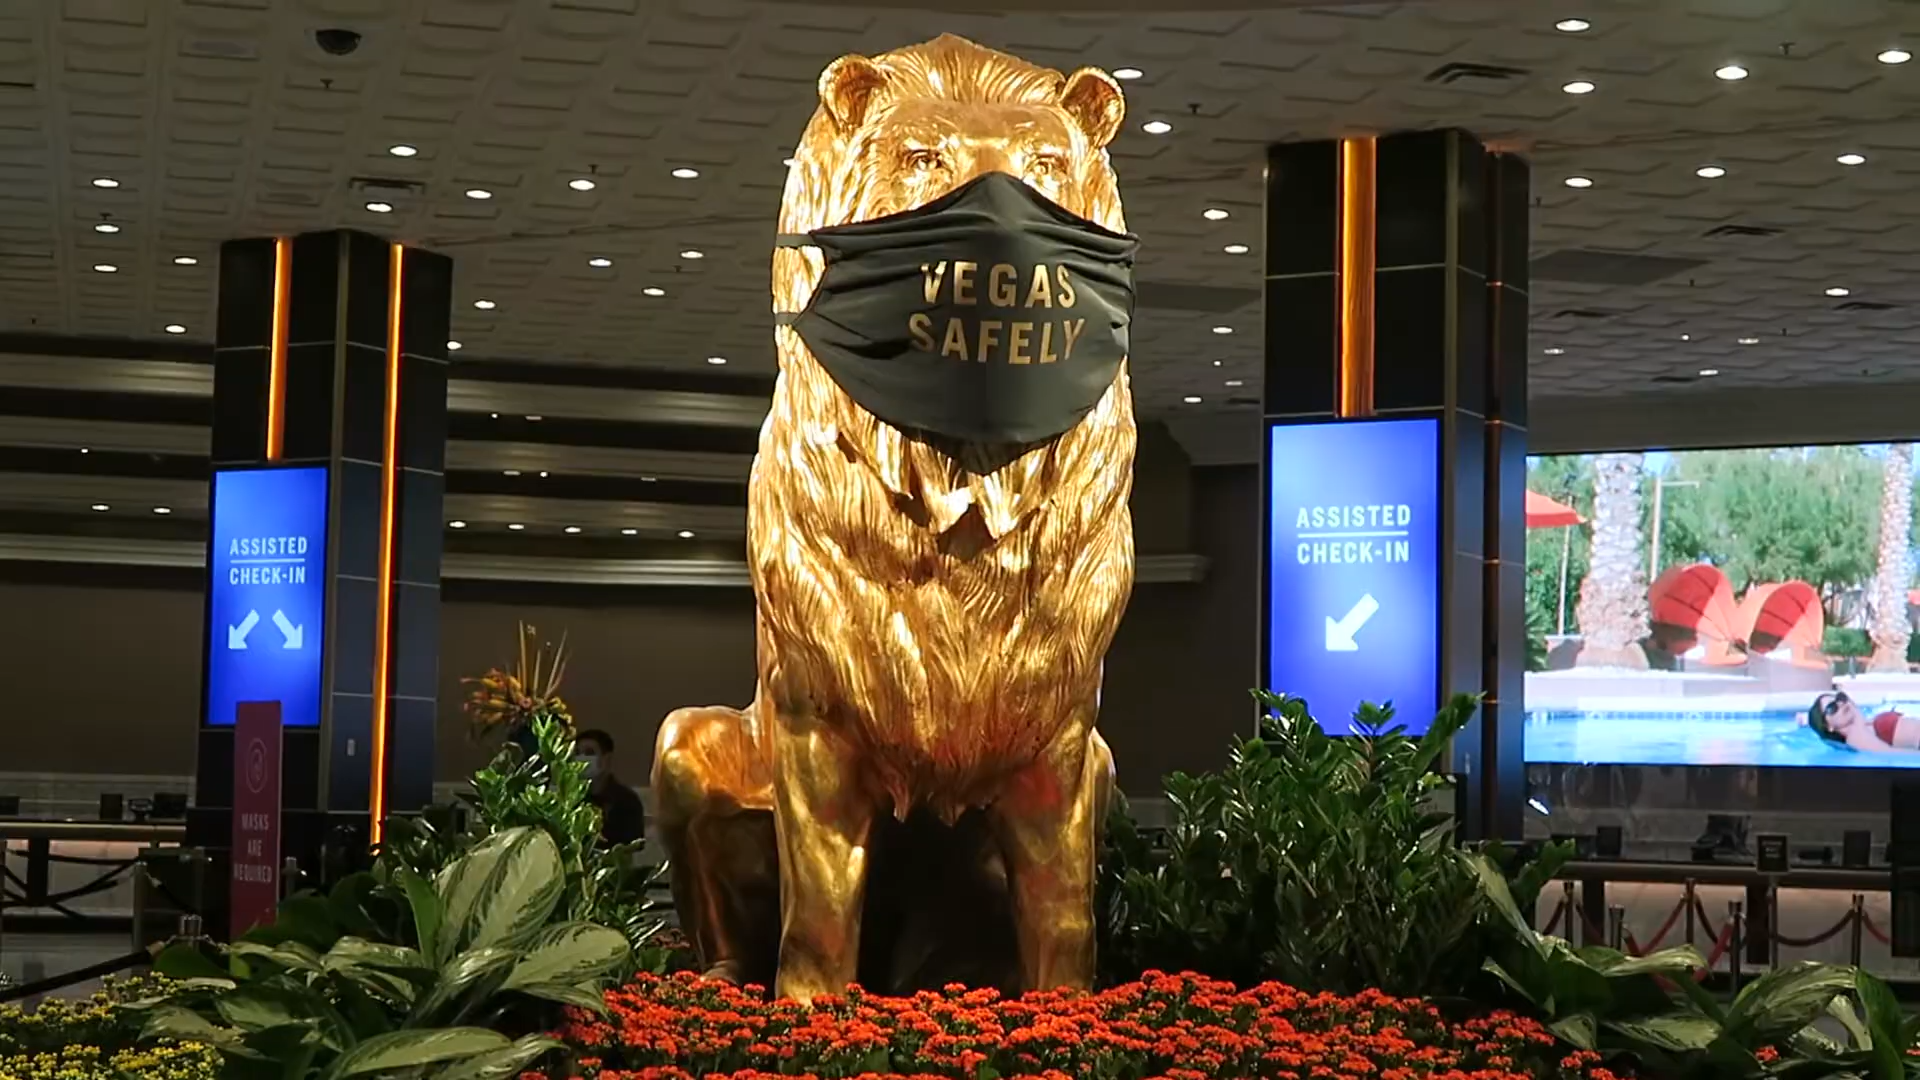 VEGAS
SAFELY
ASSISTED
CHECK-IN
ASSISTED
CHECK-IN
MASKS
ARE
REQUIRED